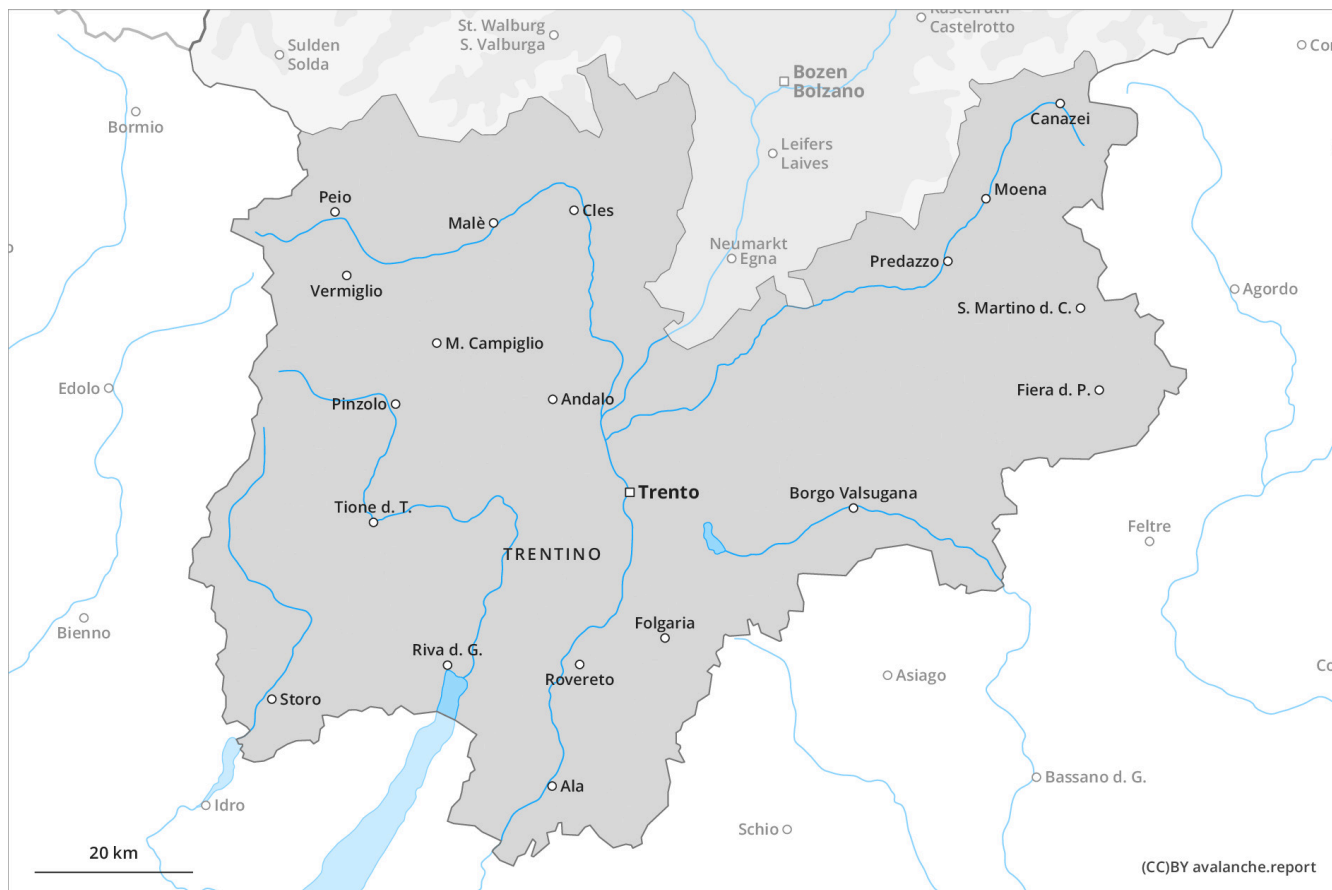 St. Walburg
S. Valburga
Kastelruth
Castelrotto
Sulden
Solda
Bozen
Bolzano
Bormio
Canazei
Leifers
Laives
Moena
Peio
Malè
Cles
Neumarkt
Egna
Predazzo
Vermiglio
Agordo
S. Martino d. C.
M. Campiglio
Edolo
Pinzolo
Andalo
Fiera d. P.
Trento
Borgo Valsugana
Tione d. T.
Feltre
TRENTINO
Bienno
Folgaria
Riva d. G.
Rovereto
Asiago
Storo
Ala
Bassano d. G.
Idro
Schio
20 km
(CC)BY avalanche.report